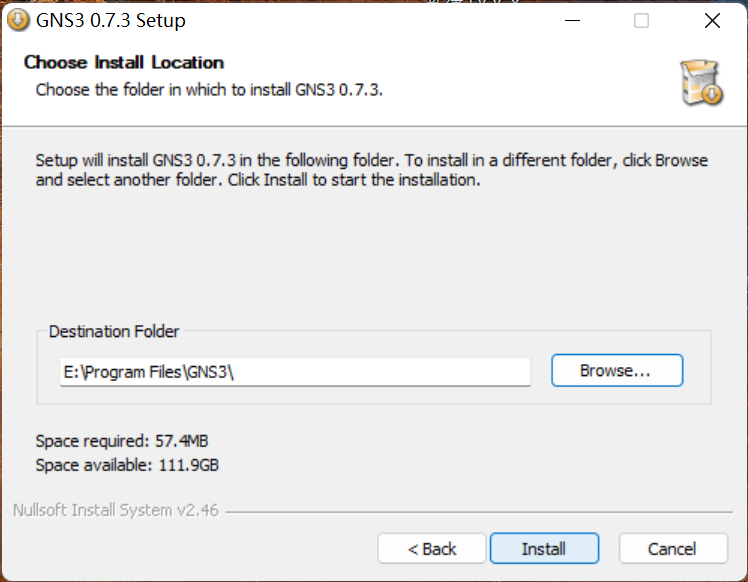 GNS3 0.7.3 Setup
Choose Install Location
Choose the folder in which to install GNS3 0.7.3.
Setup will install GNS3 0.7.3 in the following folder. To install in a different folder, click Browse
and select another folder. Click Install to start the installation.
Destination Folder
E:\Program Files\GNS3\
Browse...
Space required: 57.4MB
Space available: 111.9GB
Nullsoft Install System v2.46
< Back
Install
Cancel